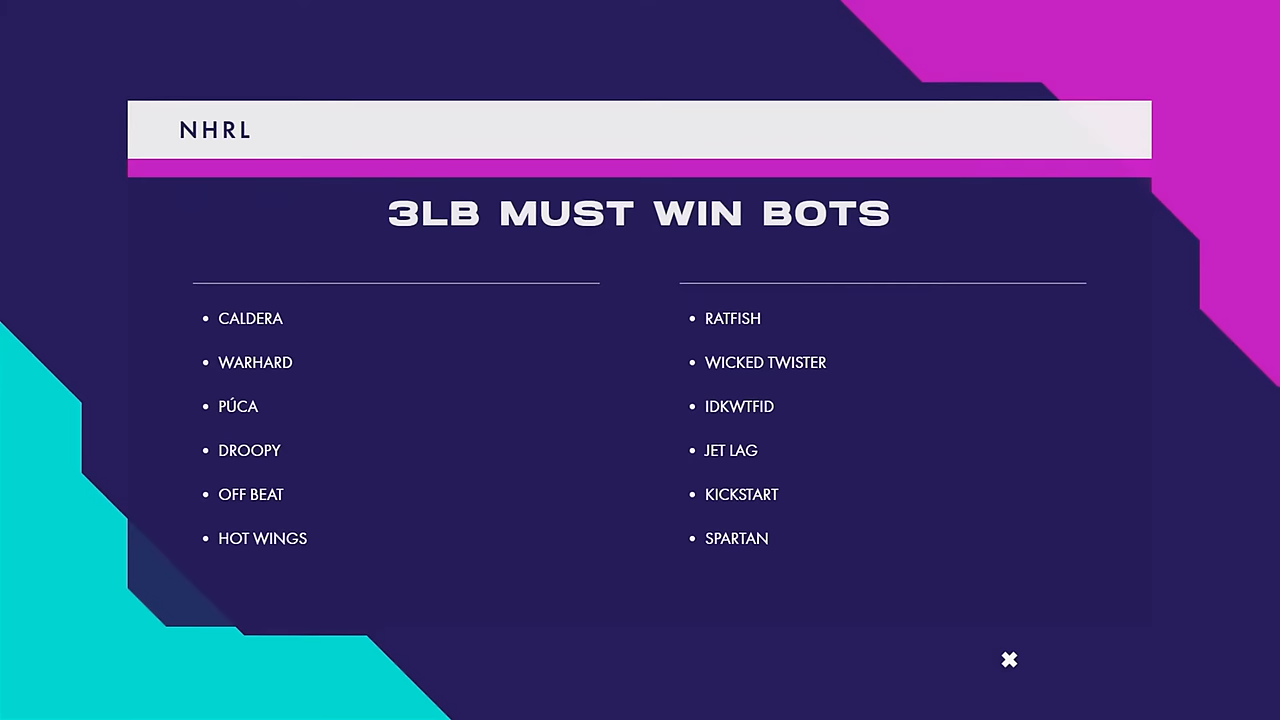 NHRL
3LB MUST WIN BOTS
• CALDERA
• WARHARD
• PÚCA
• DROOPY
• OFF BEAT
• HOT WINGS
• RATFISH
• WICKED TWISTER
• IDKWTFID
• JET LAG
• KICKSTART
• SPARTAN